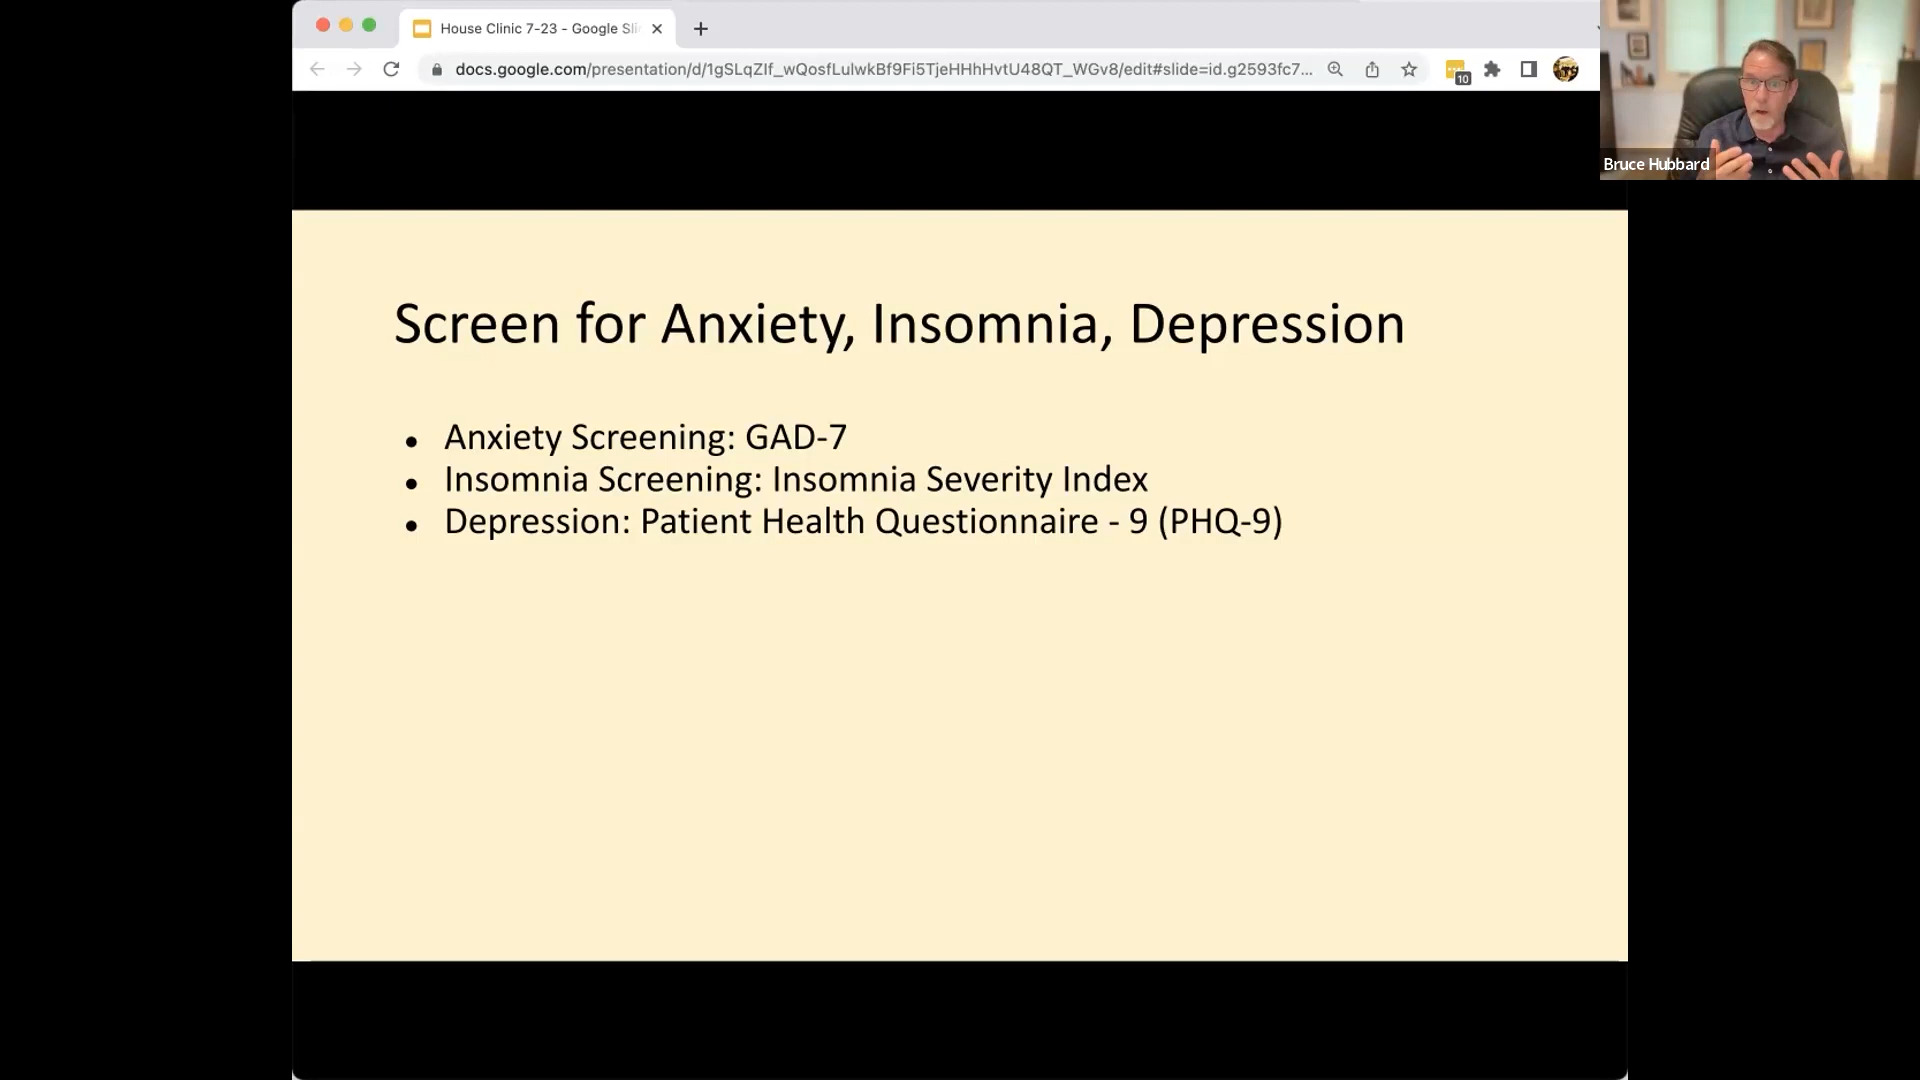 House Clinic 7-23 - Google Sli
docs.google.com/presentation/d/1gSLqZIf_wQosfLulwkBf9Fi5TjeHHhHvtU48QT_WGv8/edit#slide=id.g2593fc7...
10
Bruce Hubbard
Screen for Anxiety, Insomnia, Depression
• Anxiety Screening: GAD-7
• Insomnia Screening: Insomnia Severity Index
• Depression: Patient Health Questionnaire - 9 (PHQ-9)